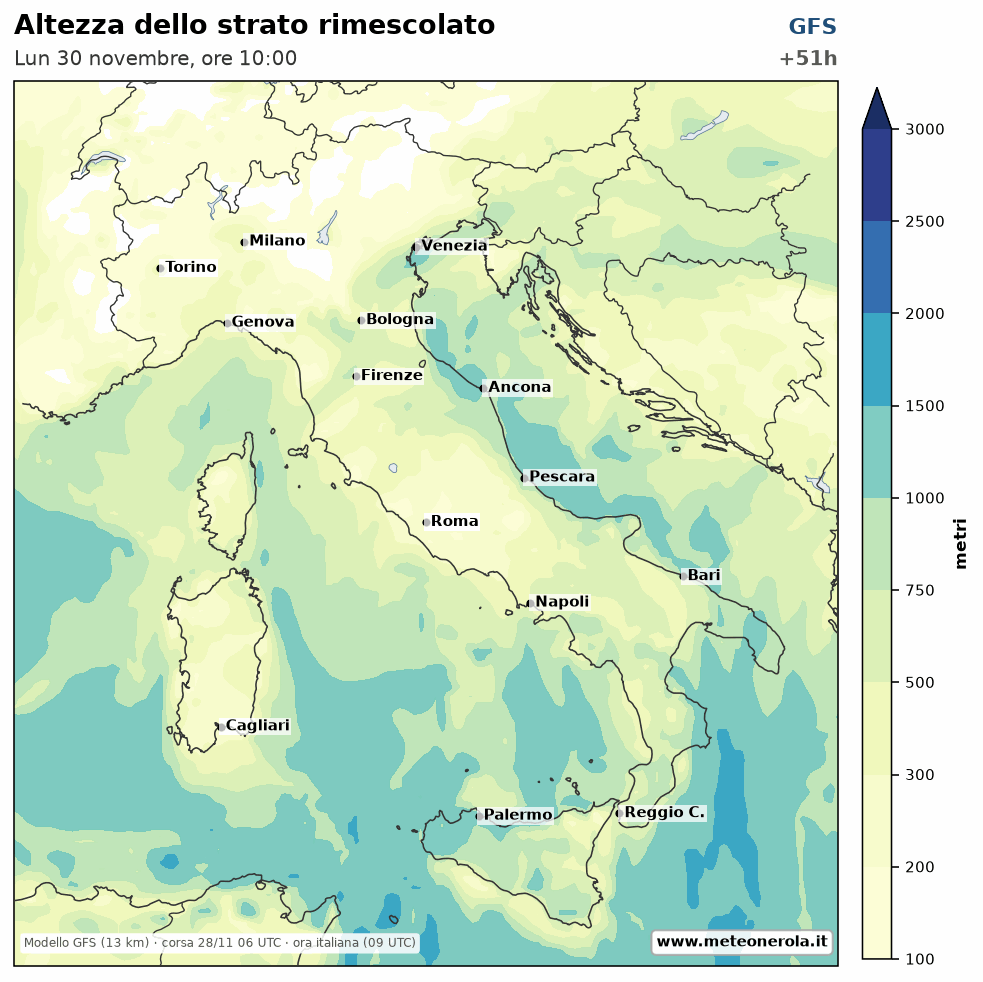 Altezza dello strato rimescolato
GFS
Lun 30 novembre, ore 10:00
+51h
Venezia
Milano
Torino
Bologna
Genova
Firenze
Ancona
Pescara
Roma
Bari
Napoli
Cagliari
Palermo
Reggio C.
3000
2500
2000
1500
1000
750
500
300
200
100
metri
Modello GFS (13 km) · corsa 28/11 06 UTC · ora italiana (09 UTC)
www.meteonerola.it